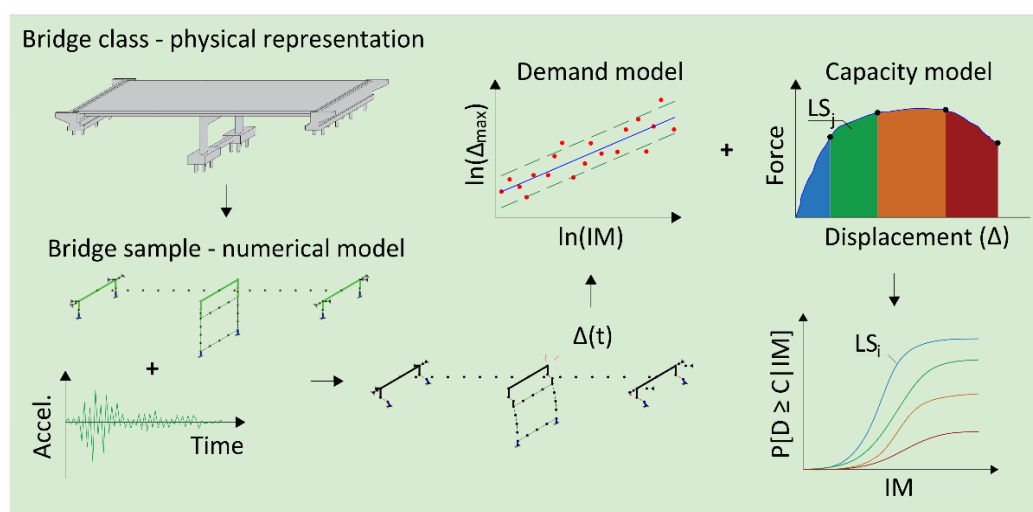 Bridge class - physical representation
Demand model
Capacity model
ln(Δmax)
ln(IM)
+
Force
LSj
Displacement (Δ)
Bridge sample - numerical model
+
Accel.
Time
Δ(t)
P[D ≥ C|IM]
LSi
IM